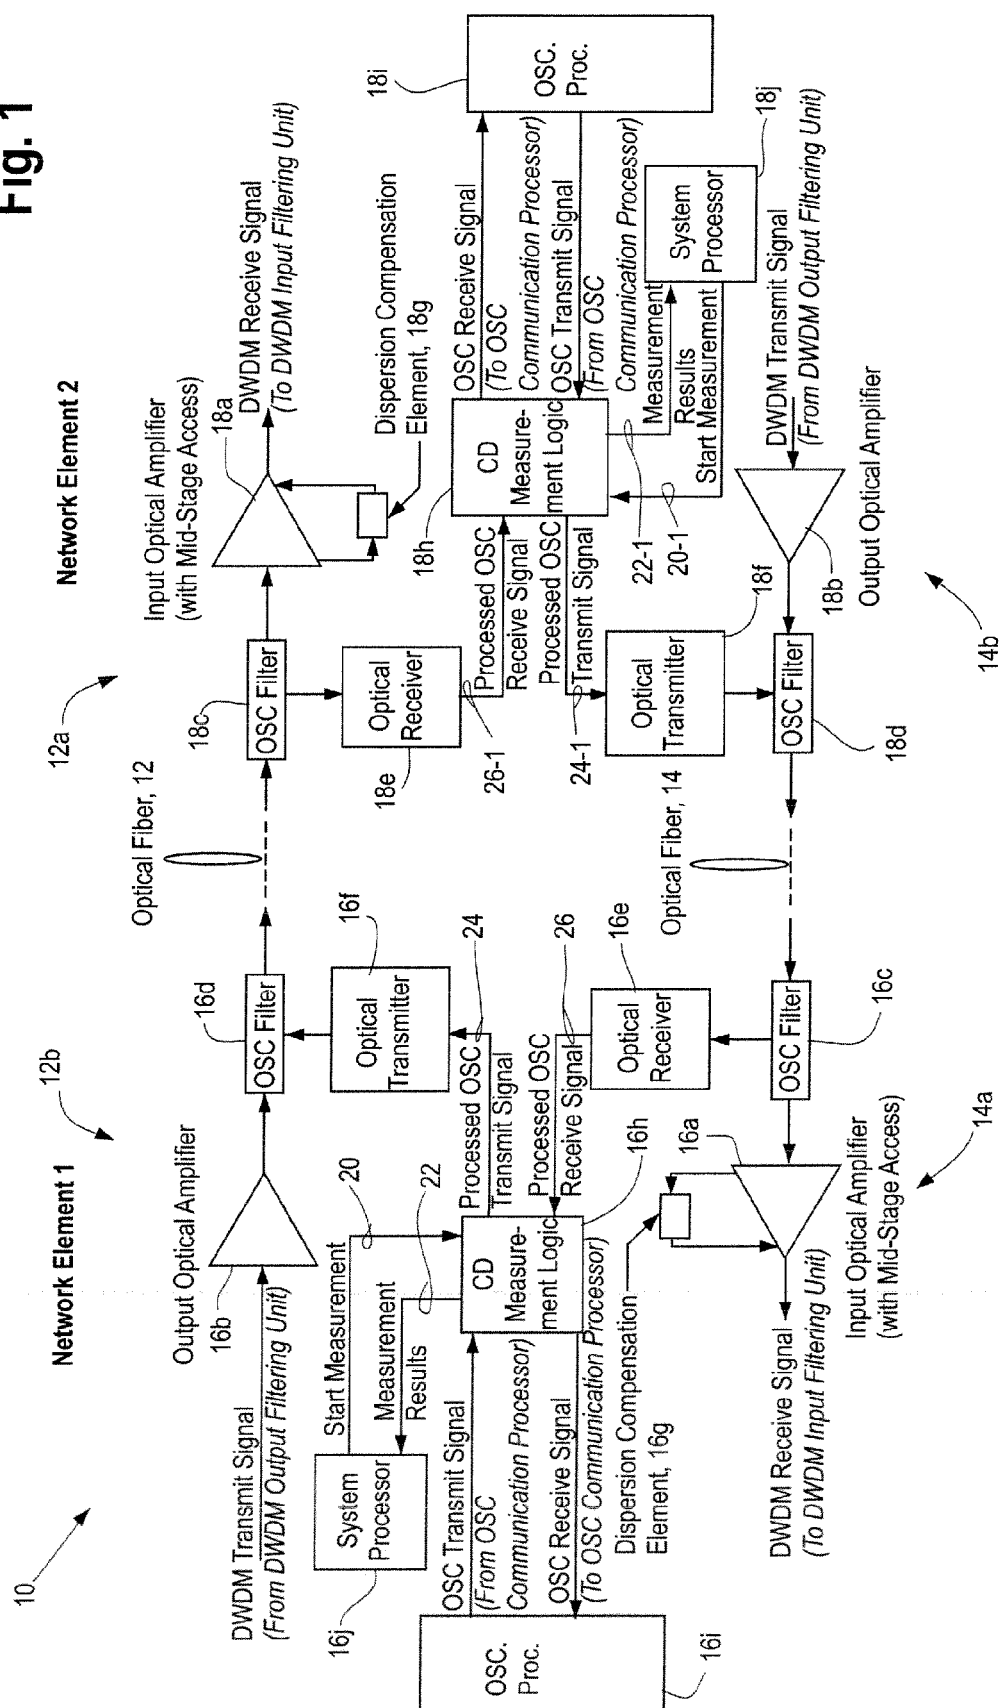 Fig. 1
10
Network Element 1
12b
12a
Network Element 2
DWDM Transmit Signal
(From DWDM Output Filtering Unit)
Output Optical Amplifier
16b
OSC Filter
16d
Optical Fiber, 12
OSC Filter
18c
Input Optical Amplifier
(with Mid-Stage Access)
18a
DWDM Receive Signal
(To DWDM Input Filtering Unit)
Dispersion Compensation
Element, 18g
System
Processor
16j
Start Measurement
20
Measurement
Results
22
Optical
Transmitter
16f
Processed OSC
Transmit Signal
24
Optical
Receiver
18e
Processed OSC
Receive Signal
26-1
OSC.
Proc.
16i
OSC Transmit Signal
(From OSC
Communication Processor)
OSC Receive Signal
(To OSC Communication Processor)
CD
Measure-
ment Logic
16h
Processed OSC
Receive Signal
26
Optical
Receiver
16e
Processed OSC
Transmit Signal
24-1
Optical
Transmitter
18f
CD
Measure-
ment Logic
18h
OSC Receive Signal
(To OSC
Communication Processor)
OSC Transmit Signal
(From OSC
Communication Processor)
OSC.
Proc.
18i
Measurement
Results
22-1
Start Measurement
20-1
System
Processor
18j
Dispersion Compensation
Element, 16g
DWDM Receive Signal
(To DWDM Input Filtering Unit)
16a
Input Optical Amplifier
(with Mid-Stage Access)
14a
OSC Filter
16c
Optical Fiber, 14
OSC Filter
18d
18b
Output Optical Amplifier
14b
DWDM Transmit Signal
(From DWDM Output Filtering Unit)